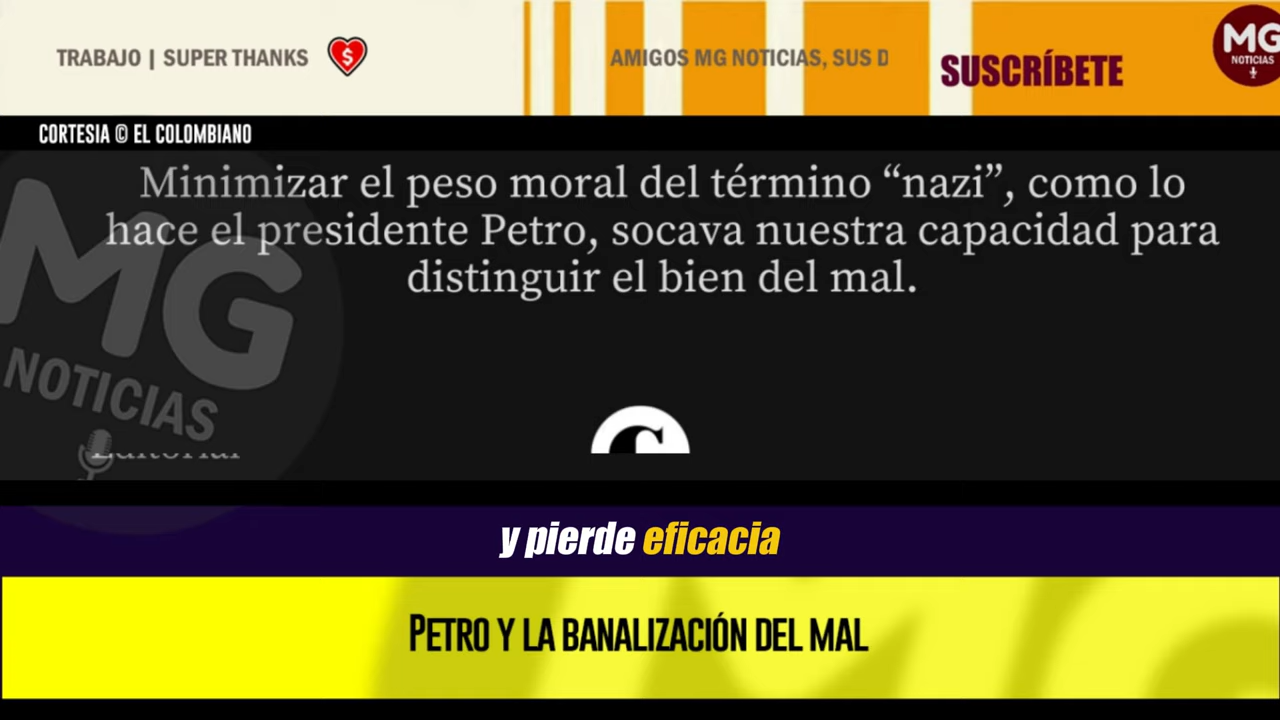 TRABAJO | SUPER THANKS
AMIGOS MG NOTICIAS, SUS D
SUSCRÍBETE
MG
NOTICIAS
CORTESIA © EL COLOMBIANO
Minimizar el peso moral del término “nazi”, como lo
hace el presidente Petro, socava nuestra capacidad para
distinguir el bien del mal.
MG
NOTICIAS
y pierde eficacia
PETRO Y LA BANALIZACIÓN DEL MAL